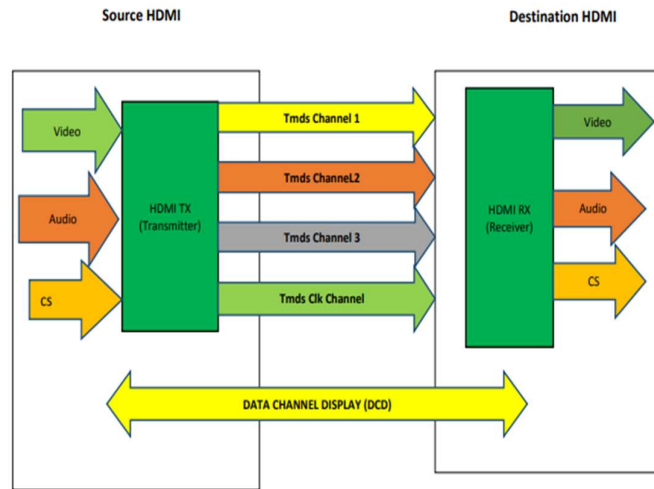 Source HDMI
Destination HDMI
Video
Audio
CS
HDMI TX
(Transmitter)
Tmds Channel 1
Tmds ChanneL2
Tmds Channel 3
Tmds Clk Channel
HDMI RX
(Receiver)
Video
Audio
CS
DATA CHANNEL DISPLAY (DCD)